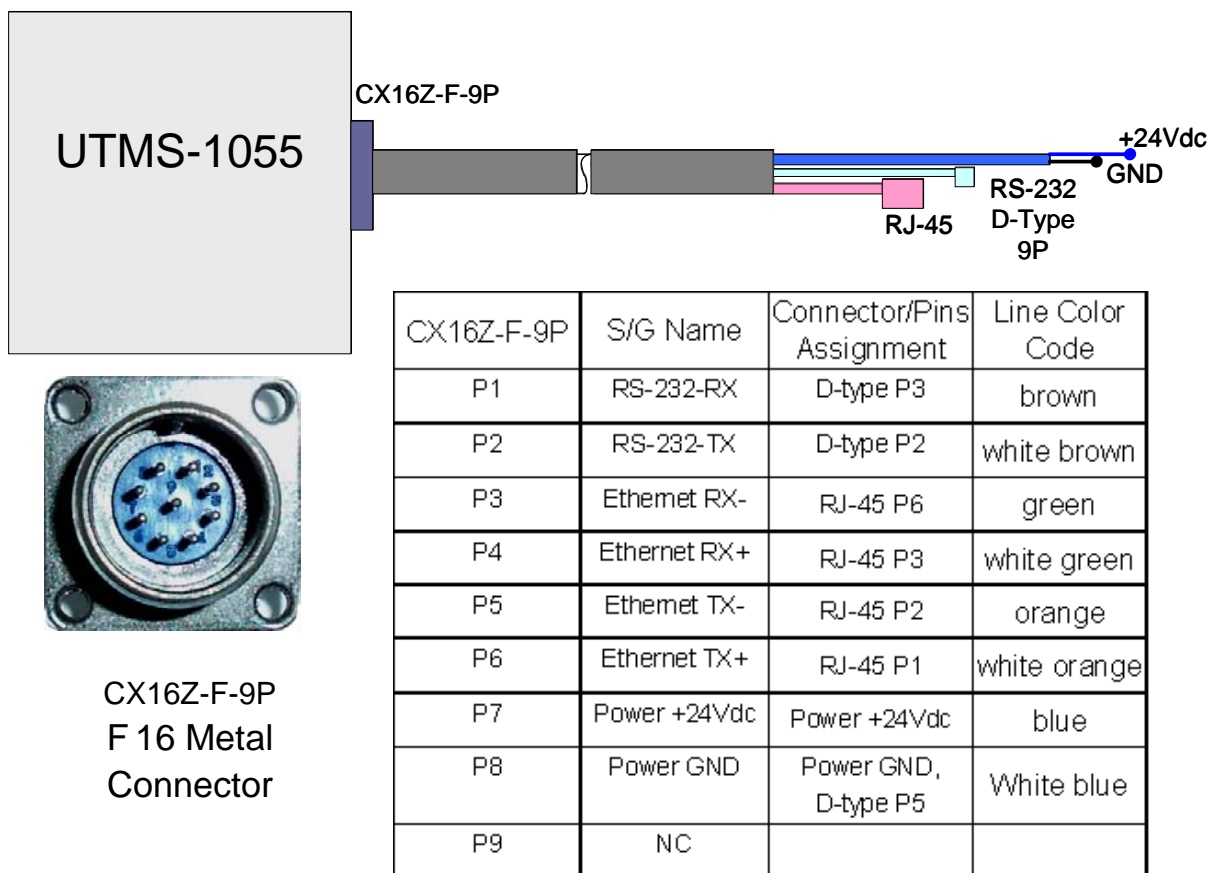 UTMS-1055
CX16Z-F-9P
+24Vdc
GND
RS-232
D-Type
9P
RJ-45
CX16Z-F-9P
F 16 Metal
Connector
CX16Z-F-9P S/G Name Connector/Pins Assignment Line Color Code
P1 RS-232-RX D-type P3 brown
P2 RS-232-TX D-type P2 white brown
P3 Ethernet RX- RJ-45 P6 green
P4 Ethernet RX+ RJ-45 P3 white green
P5 Ethernet TX- RJ-45 P2 orange
P6 Ethernet TX+ RJ-45 P1 white orange
P7 Power +24Vdc Power +24Vdc blue
P8 Power GND Power GND, D-type P5 White blue
P9 NC